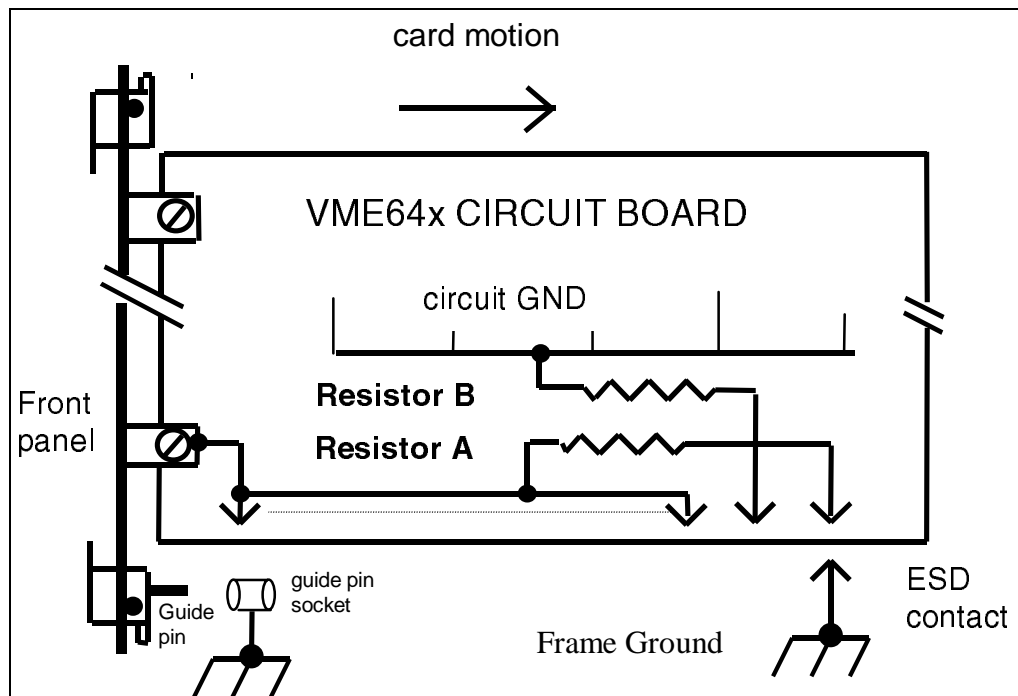 card motion
VME64x CIRCUIT BOARD
circuit GND
Resistor B
Front
panel
Resistor A
guide pin
socket
Guide
pin
ESD
contact
Frame Ground